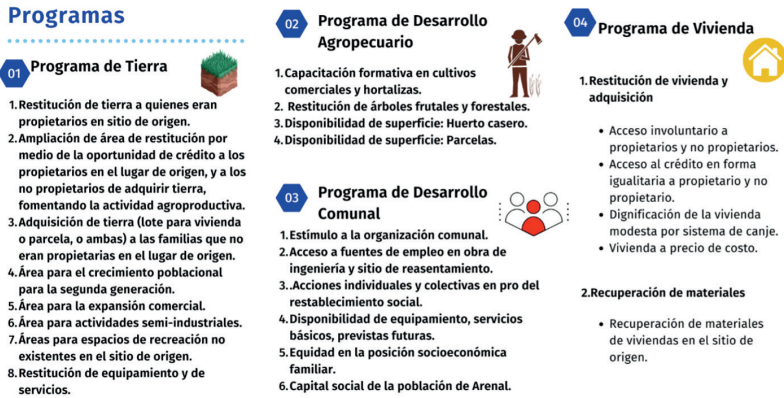 Programas
01
Programa de Tierra
1. Restitución de tierra a quienes eran
propietarios en sitio de origen.
2. Ampliación de área de restitución por
medio de la oportunidad de crédito a los
propietarios en el lugar de origen, y a los
no propietarios de adquirir tierra,
fomentando la actividad agroproductiva.
3. Adquisición de tierra (lote para vivienda
o parcela, o ambas) a las familias que no
eran propietarias en el lugar de origen.
4. Área para el crecimiento poblacional
para la segunda generación.
5. Área para la expansión comercial.
6. Área para actividades semi-industriales.
7. Áreas para espacios de recreación no
existentes en el sitio de origen.
8. Restitución de equipamiento y de
servicios.
02
Programa de Desarrollo
Agropecuario
1. Capacitación formativa en cultivos
comerciales y hortalizas.
2. Restitución de árboles frutales y forestales.
3. Disponibilidad de superficie: Huerto casero.
4. Disponibilidad de superficie: Parcelas.
03
Programa de Desarrollo
Comunal
1. Estímulo a la organización comunal.
2. Acceso a fuentes de empleo en obra de
ingeniería y sitio de reasentamiento.
3. .Acciones individuales y colectivas en pro del
restablecimiento social.
4. Disponibilidad de equipamiento, servicios
básicos, previstas futuras.
5. Equidad en la posición socioeconómica
familiar.
6. Capital social de la población de Arenal.
04
Programa de Vivienda
1. Restitución de vivienda y
adquisición
• Acceso involuntario a
propietarios y no propietarios.
• Acceso al crédito en forma
igualitaria a propietario y no
propietario.
• Dignificación de la vivienda
modesta por sistema de canje.
• Vivienda a precio de costo.
2. Recuperación de materiales
• Recuperación de materiales
de viviendas en el sitio de
origen.